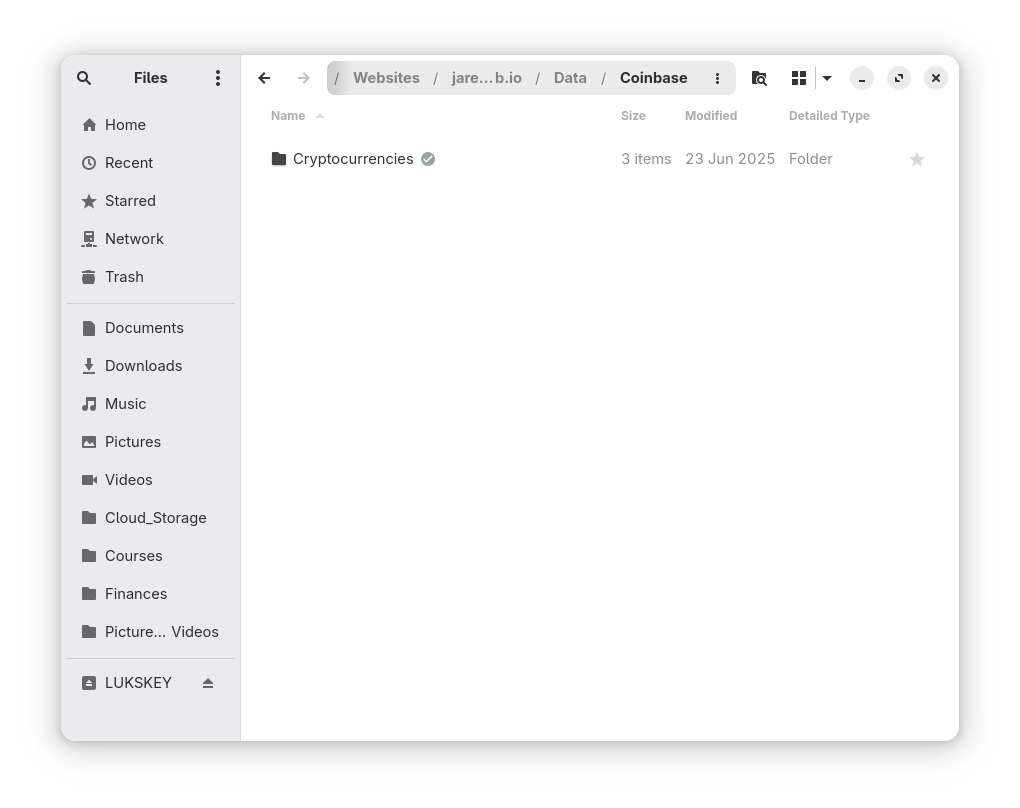 Files
/ Websites / jare...b.io / Data / Coinbase
Home
Recent
Starred
Network
Trash
Documents
Downloads
Music
Pictures
Videos
Cloud_Storage
Courses
Finances
Picture... Videos
LUKSKEY
Name Size Modified Detailed Type
Cryptocurrencies 3 items 23 Jun 2025 Folder